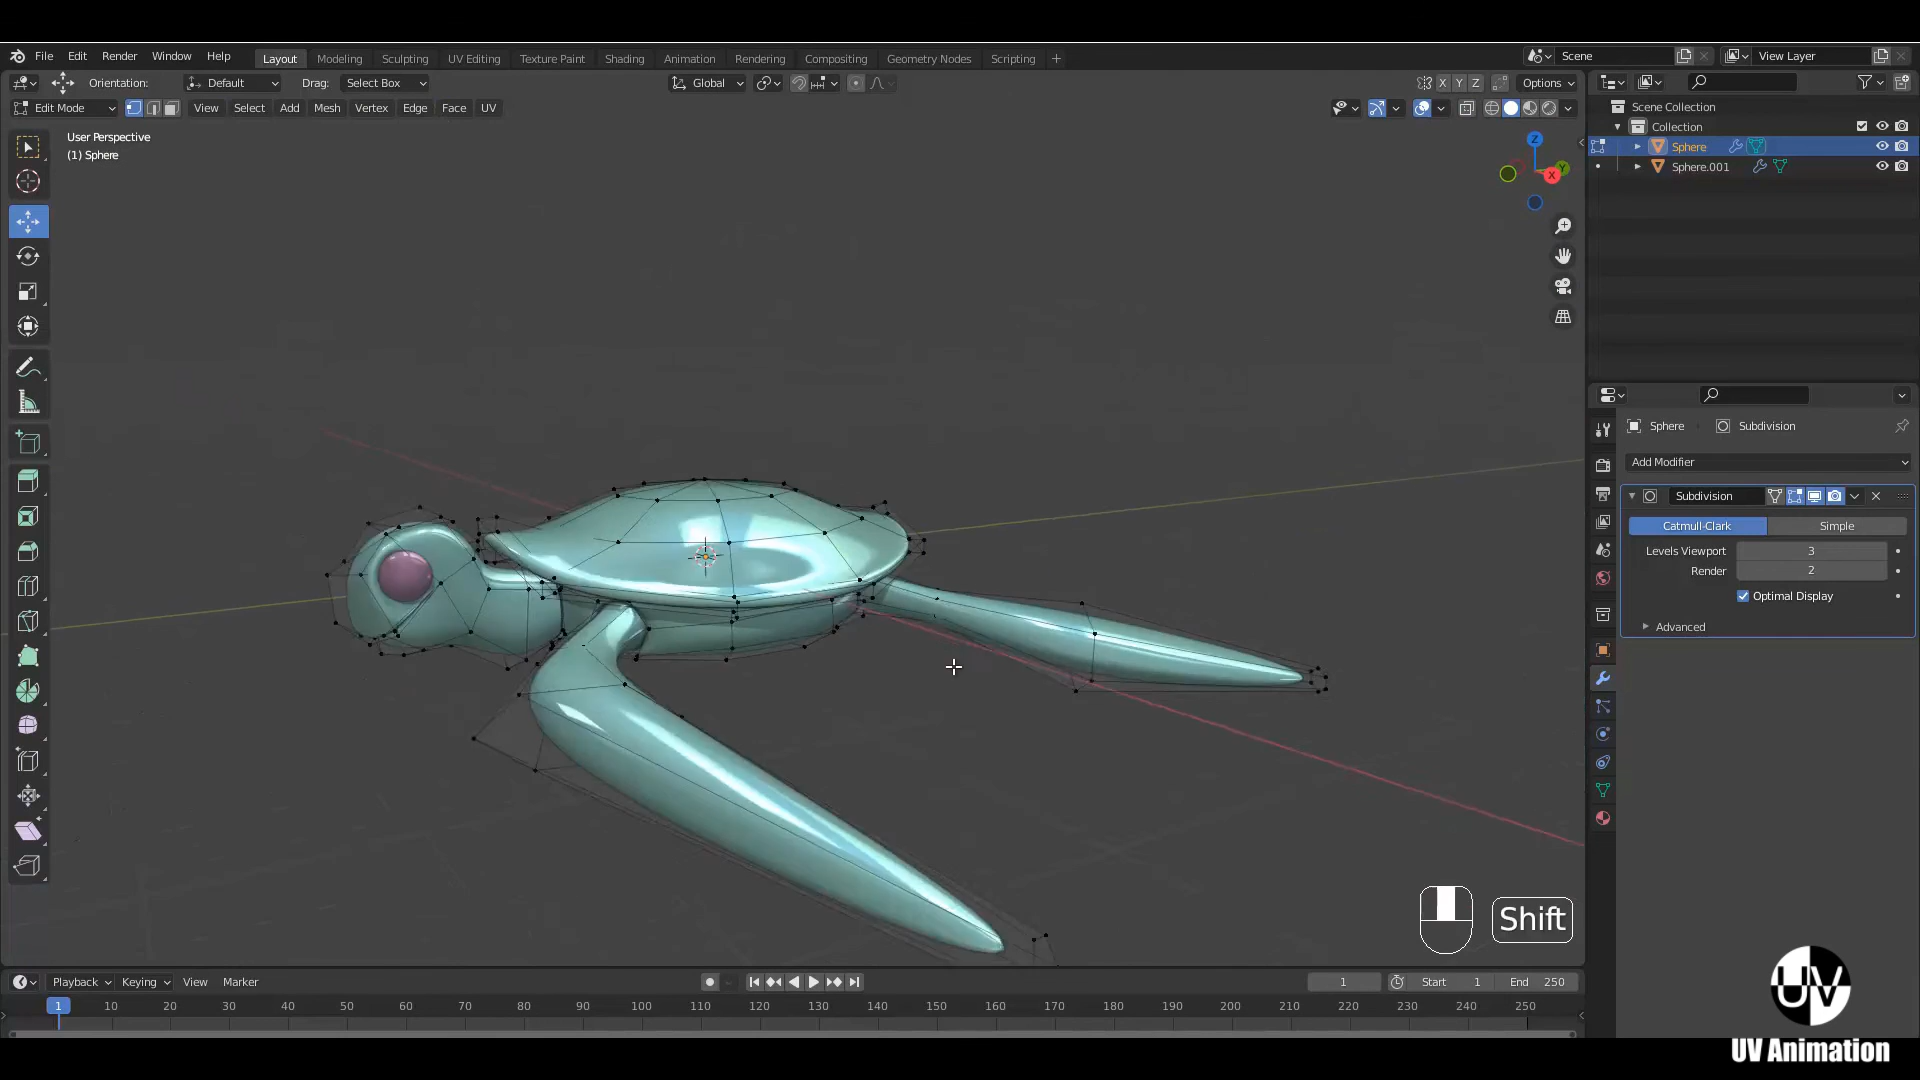 File Edit Render Window Help Layout Modeling Sculpting UV Editing Texture Paint Shading Animation Rendering Compositing Geometry Nodes Scripting + Scene View Layer
Orientation: Default Drag: Select Box Global X Y Z Options
Edit Mode View Select Add Mesh Vertex Edge Face UV
User Perspective
(1) Sphere
Z
Y
X
Scene Collection
Collection
Sphere
Sphere.001
Sphere Subdivision
Add Modifier
Subdivision
Catmull-Clark Simple
Levels Viewport 3
Render 2
Optimal Display
Advanced
Shift
Playback Keying View Marker 1 Start 1 End 250
1 10 20 30 40 50 60 70 80 90 100 110 120 130 140 150 160 170 180 190 200 210 220 230 240 250
UV
UV Animation